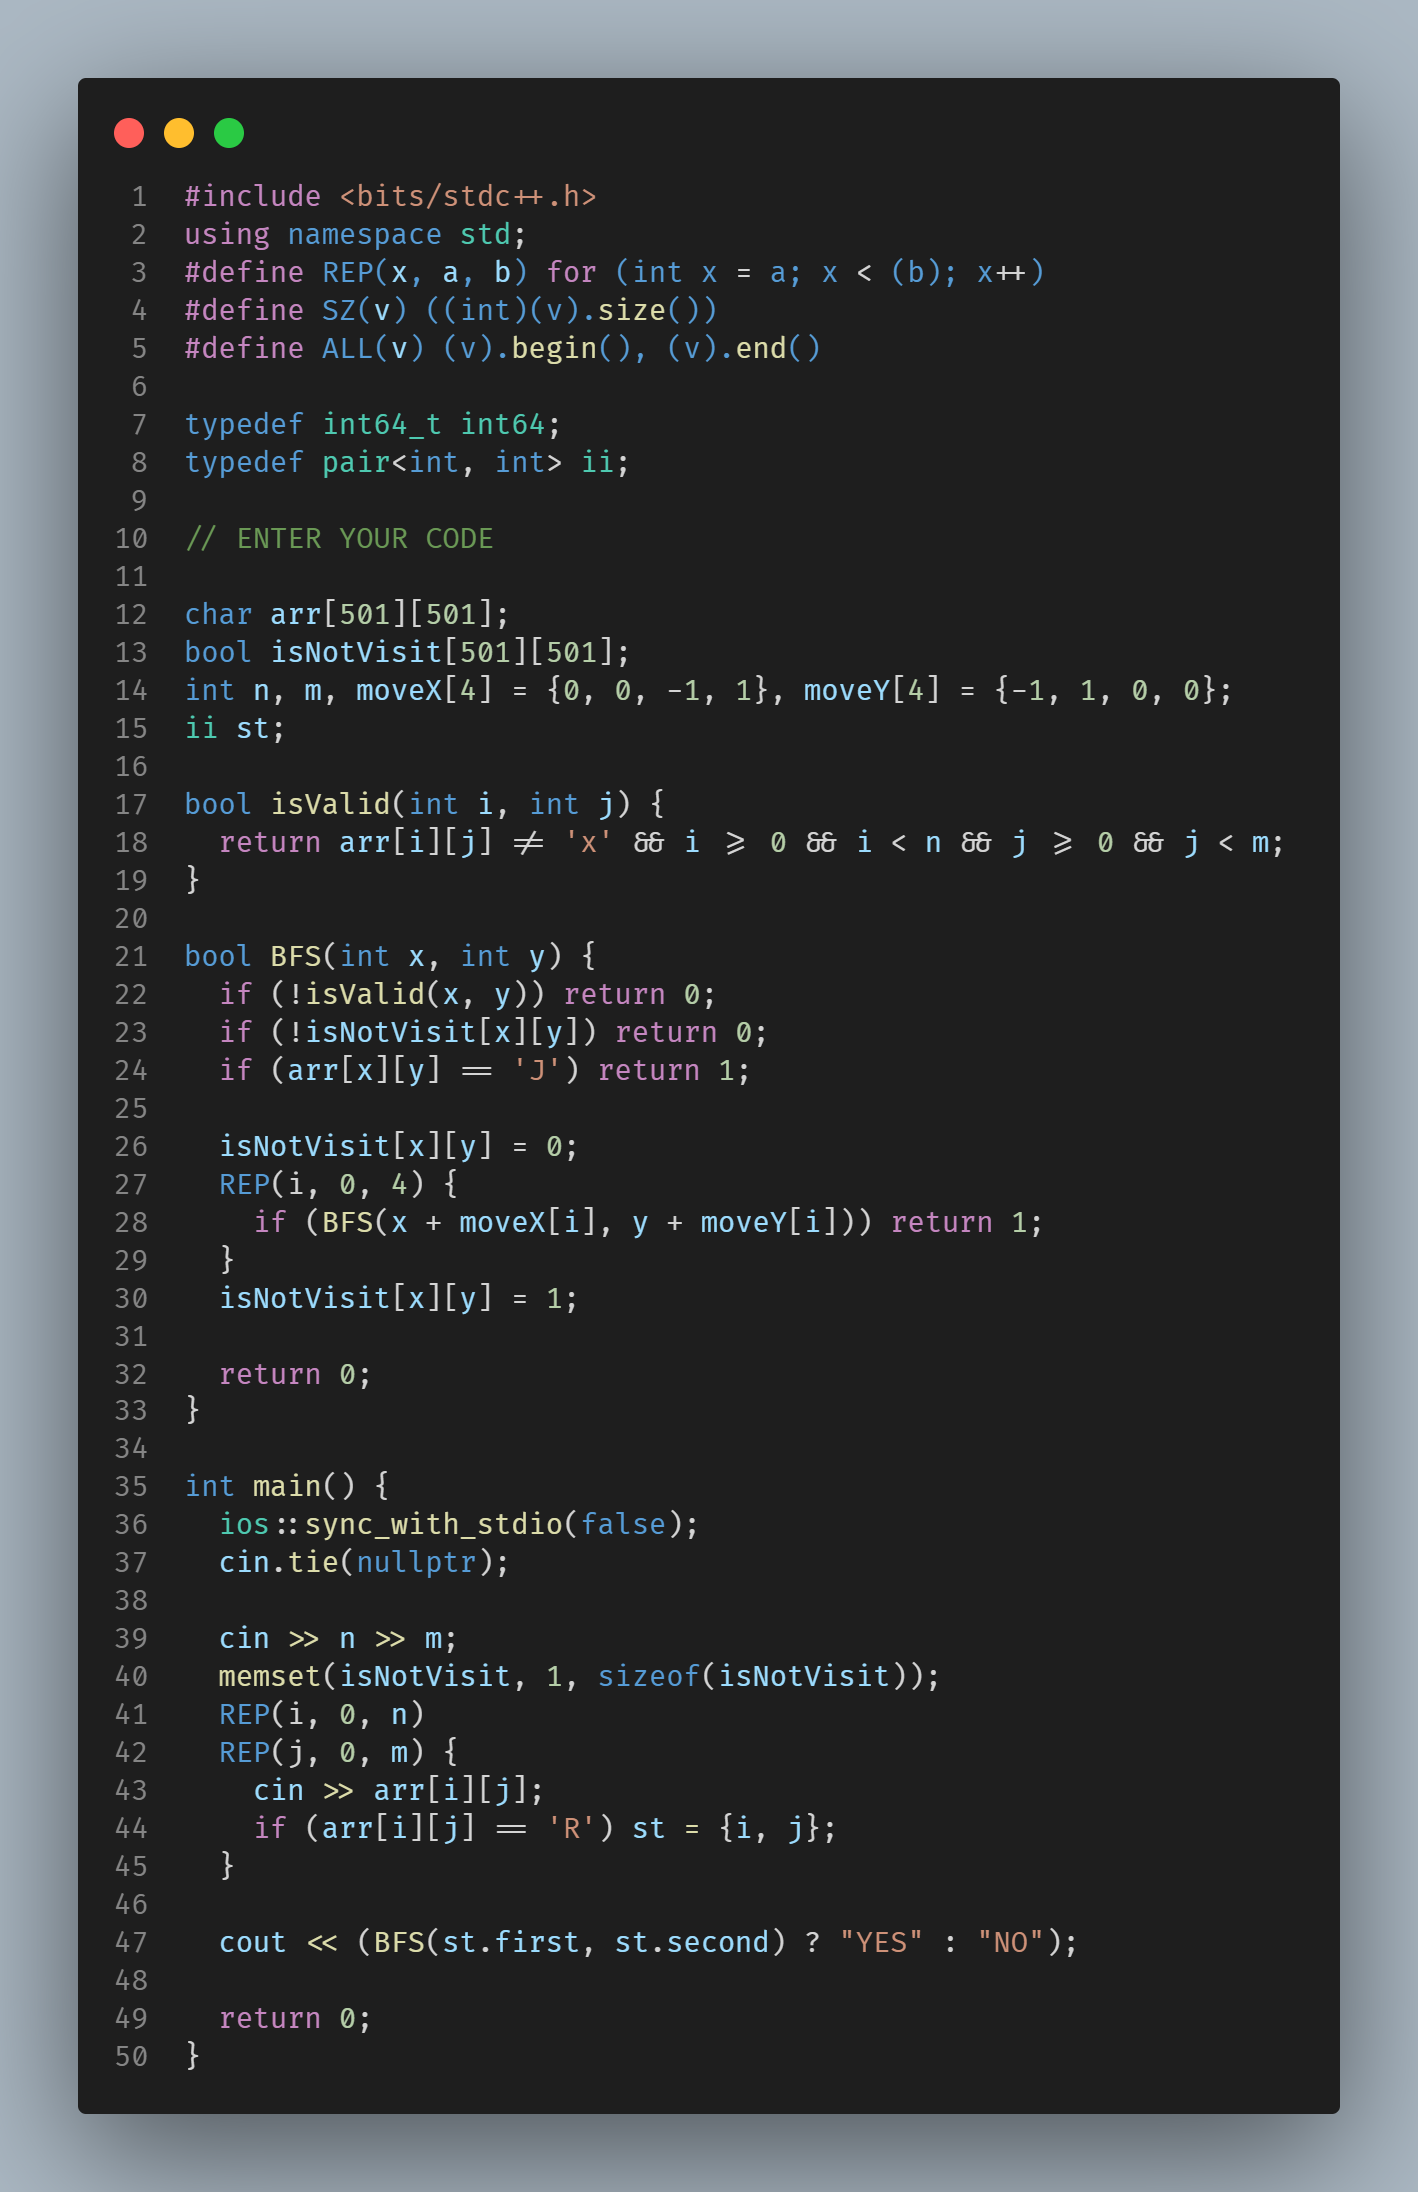 1 #include <bits/stdc++.h>
2 using namespace std;
3 #define REP(x, a, b) for (int x = a; x < (b); x++)
4 #define SZ(v) ((int)(v).size())
5 #define ALL(v) (v).begin(), (v).end()
6
7 typedef int64_t int64;
8 typedef pair<int, int> ii;
9
10 // ENTER YOUR CODE
11
12 char arr[501][501];
13 bool isNotVisit[501][501];
14 int n, m, moveX[4] = {0, 0, -1, 1}, moveY[4] = {-1, 1, 0, 0};
15 ii st;
16
17 bool isValid(int i, int j) {
18   return arr[i][j] != 'x' && i >= 0 && i < n && j >= 0 && j < m;
19 }
20
21 bool BFS(int x, int y) {
22   if (!isValid(x, y)) return 0;
23   if (!isNotVisit[x][y]) return 0;
24   if (arr[x][y] == 'J') return 1;
25
26   isNotVisit[x][y] = 0;
27   REP(i, 0, 4) {
28     if (BFS(x + moveX[i], y + moveY[i])) return 1;
29   }
30   isNotVisit[x][y] = 1;
31
32   return 0;
33 }
34
35 int main() {
36   ios::sync_with_stdio(false);
37   cin.tie(nullptr);
38
39   cin >> n >> m;
40   memset(isNotVisit, 1, sizeof(isNotVisit));
41   REP(i, 0, n)
42   REP(j, 0, m) {
43     cin >> arr[i][j];
44     if (arr[i][j] == 'R') st = {i, j};
45   }
46
47   cout << (BFS(st.first, st.second) ? "YES" : "NO");
48
49   return 0;
50 }